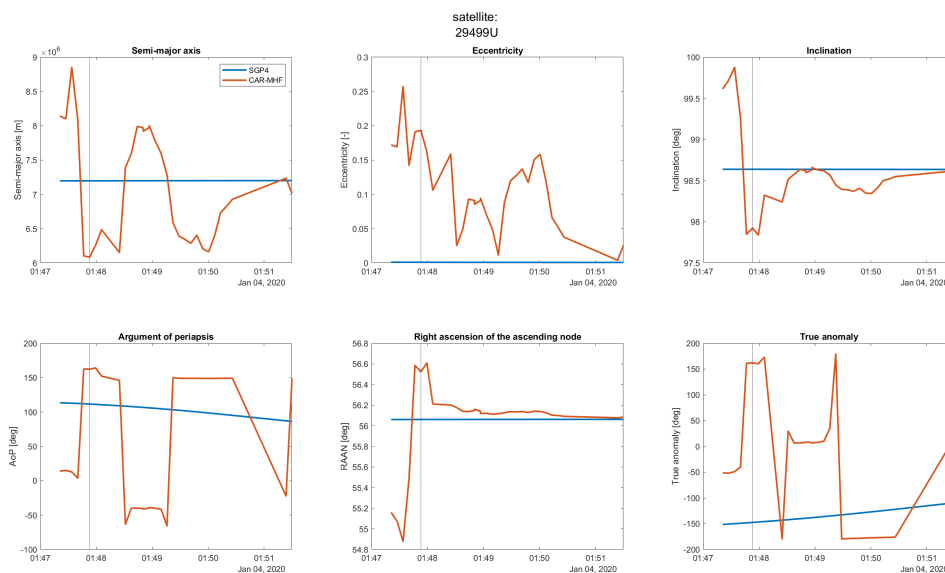 satellite:
29499U
Semi-major axis
×10⁶
9
8
7
6
Semi-major axis [m]
SGP4
CAR-MHF
01:47 01:48 01:49 01:50 01:51
Jan 04, 2020
Eccentricity
0.3
0.25
0.2
0.15
0.1
0.05
0
Eccentricity [-]
01:47 01:48 01:49 01:50 01:51
Jan 04, 2020
Inclination
100
99.5
99
98.5
98
97.5
Inclination [deg]
01:47 01:48 01:49 01:50 01:51
Jan 04, 2020
Argument of periapsis
200
150
100
50
0
-50
-100
AoP [deg]
01:47 01:48 01:49 01:50 01:51
Jan 04, 2020
Right ascension of the ascending node
56.8
56.6
56.4
56.2
56
55.8
55.6
55.4
55.2
55
54.8
RAAN [deg]
01:47 01:48 01:49 01:50 01:51
Jan 04, 2020
True anomaly
200
150
100
50
0
-50
-100
-150
-200
True anomaly [deg]
01:47 01:48 01:49 01:50 01:51
Jan 04, 2020